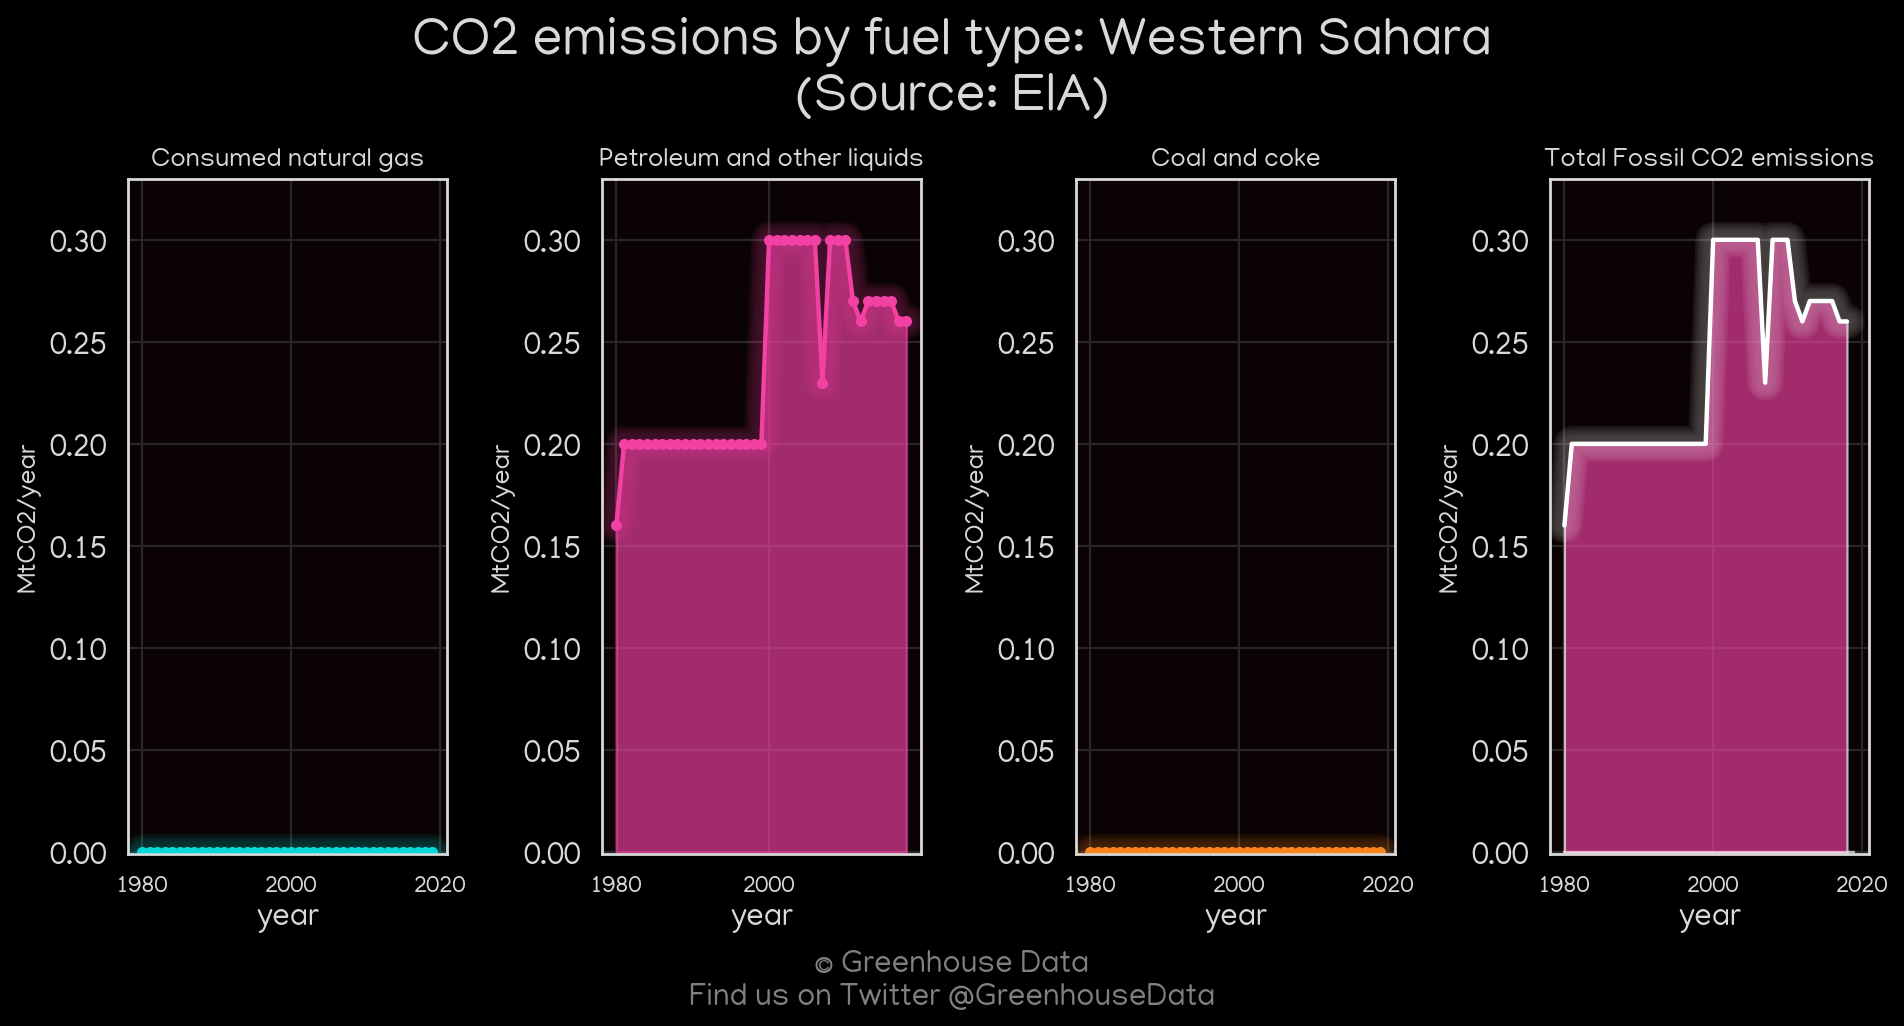 CO2 emissions by fuel type: Western Sahara
(Source: EIA)
Consumed natural gas
Petroleum and other liquids
Coal and coke
Total Fossil CO2 emissions
MtCO2/year
0.30
0.25
0.20
0.15
0.10
0.05
0.00
1980
2000
2020
year
MtCO2/year
0.30
0.25
0.20
0.15
0.10
0.05
0.00
1980
2000
year
MtCO2/year
0.30
0.25
0.20
0.15
0.10
0.05
0.00
1980
2000
2020
year
MtCO2/year
0.30
0.25
0.20
0.15
0.10
0.05
0.00
1980
2000
2020
year
© Greenhouse Data
Find us on Twitter @GreenhouseData